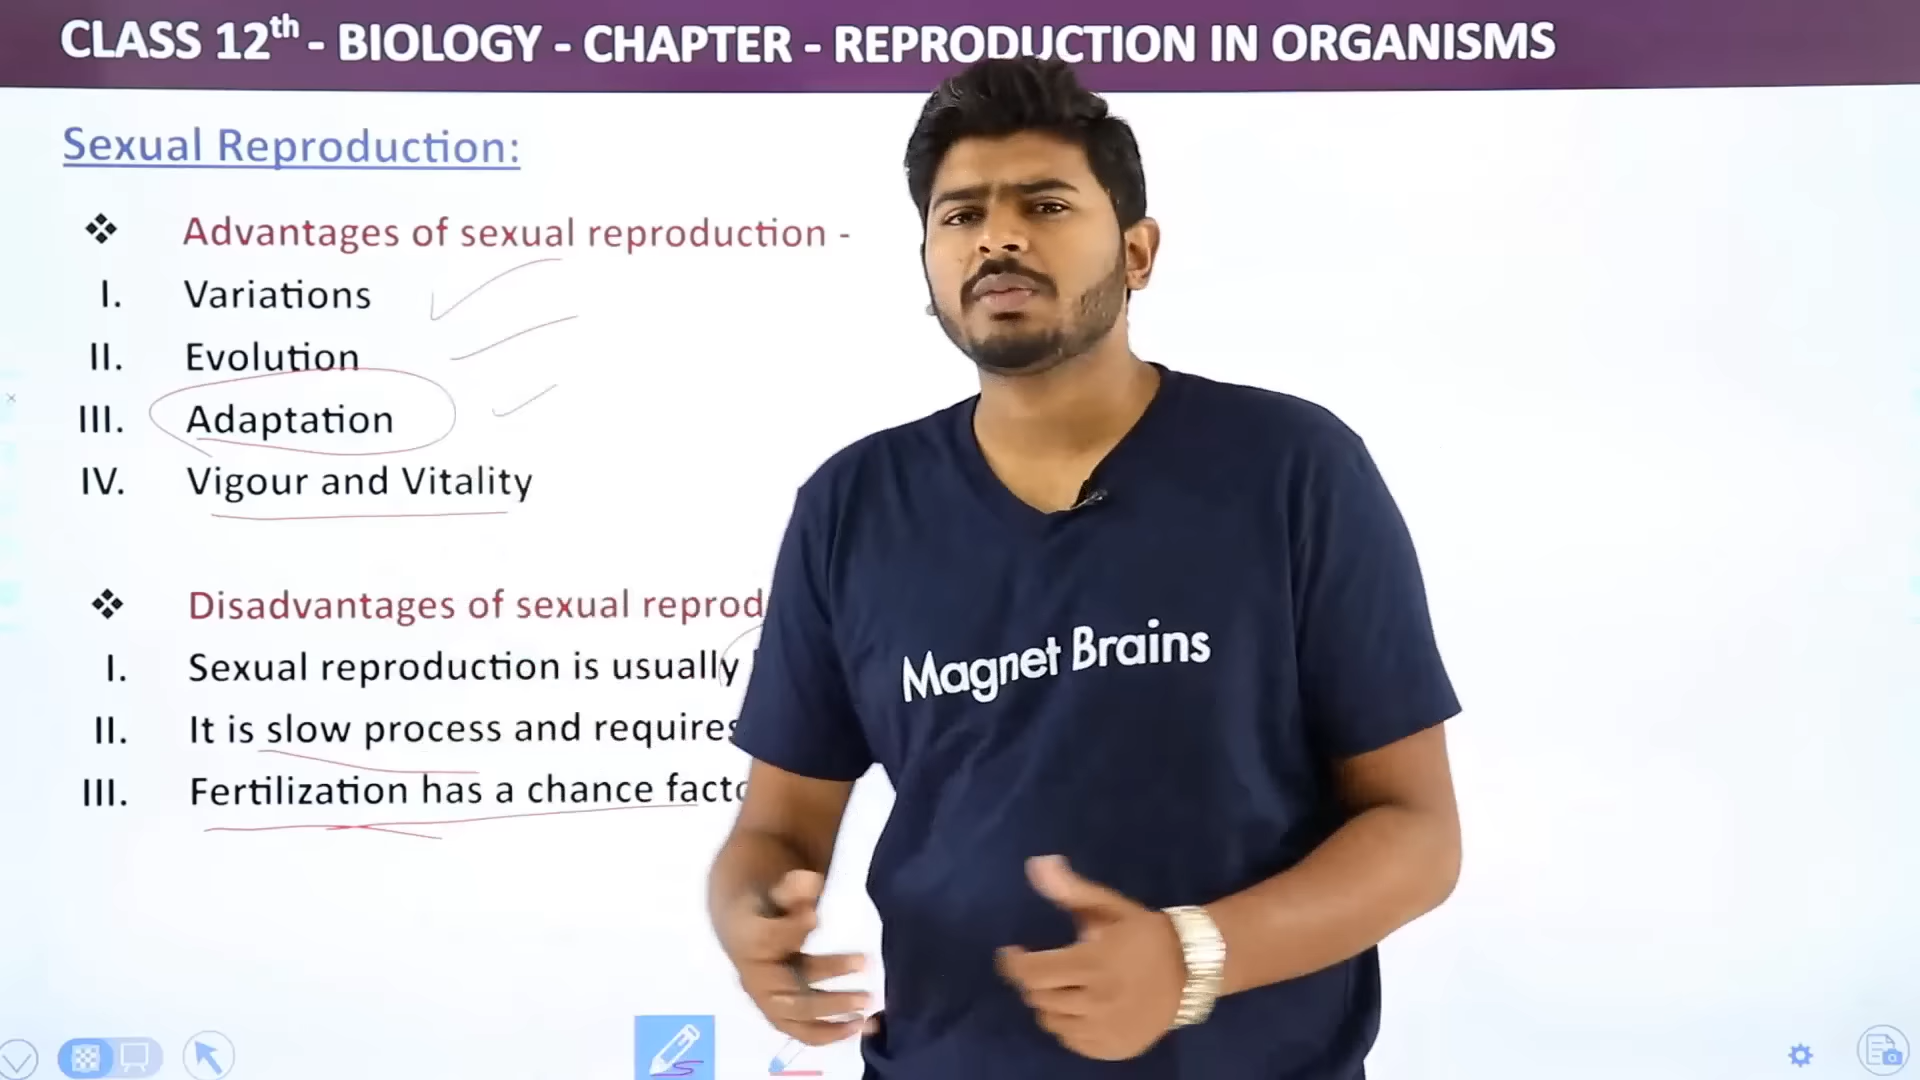 CLASS 12th - BIOLOGY - CHAPTER - REPRODUCTION IN ORGANISMS
Sexual Reproduction:
❖ Advantages of sexual reproduction -
I. Variations
II. Evolution
III. Adaptation
IV. Vigour and Vitality
❖ Disadvantages of sexual reprod
I. Sexual reproduction is usually
II. It is slow process and requires
III. Fertilization has a chance facto
Magnet Brains